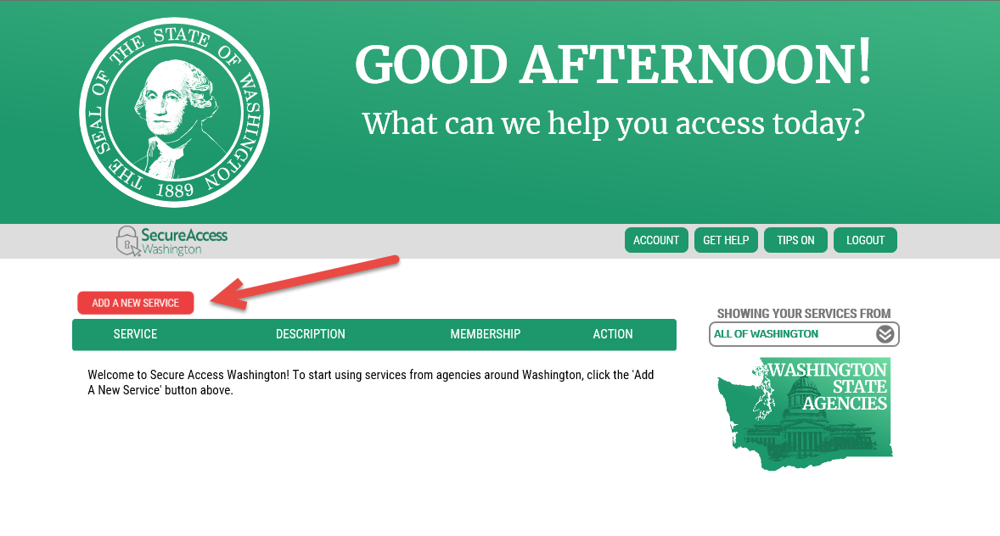 THE SEAL OF THE STATE OF WASHINGTON
1889
GOOD AFTERNOON!
What can we help you access today?
SecureAccess
Washington
ACCOUNT GET HELP TIPS ON LOGOUT
ADD A NEW SERVICE
SERVICE DESCRIPTION MEMBERSHIP ACTION
Welcome to Secure Access Washington! To start using services from agencies around Washington, click the 'Add
A New Service' button above.
SHOWING YOUR SERVICES FROM
ALL OF WASHINGTON
WASHINGTON
STATE
AGENCIES